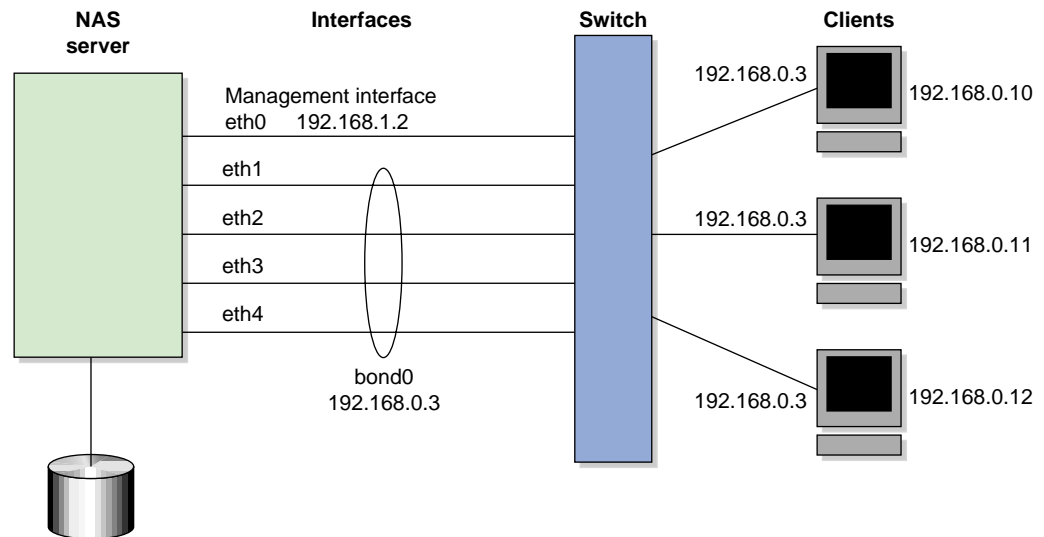 NAS
server
Interfaces
Switch
Clients
Management interface
eth0 192.168.1.2
eth1
eth2
eth3
eth4
bond0
192.168.0.3
192.168.0.3
192.168.0.10
192.168.0.3
192.168.0.11
192.168.0.3
192.168.0.12